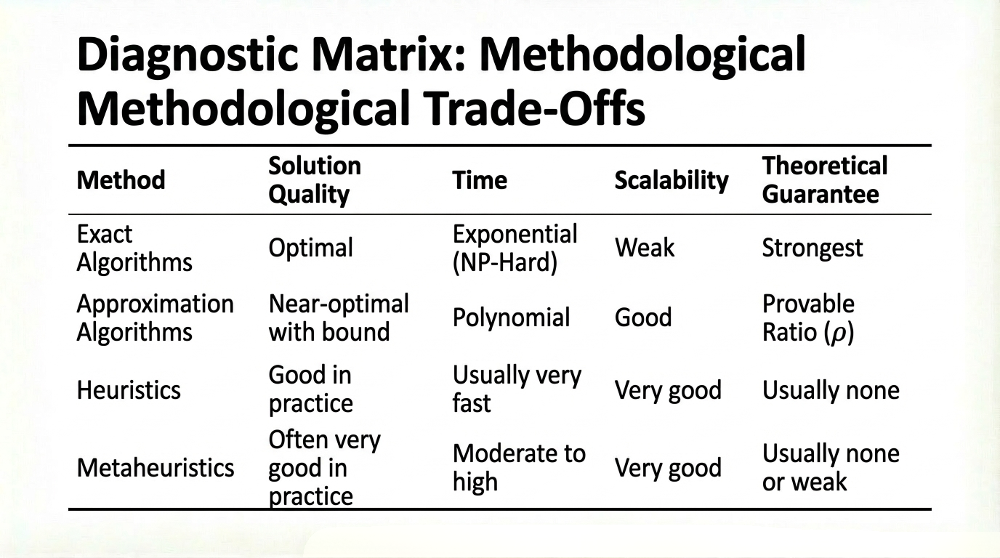 Diagnostic Matrix: Methodological
Methodological Trade-Offs
Method
Solution
Quality
Time
Scalability
Theoretical
Guarantee
Exact
Algorithms
Optimal
Exponential
(NP-Hard)
Weak
Strongest
Approximation
Algorithms
Near-optimal
with bound
Polynomial
Good
Provable
Ratio (ρ)
Heuristics
Good in
practice
Usually very
fast
Very good
Usually none
Metaheuristics
Often very
good in
practice
Moderate to
high
Very good
Usually none
or weak